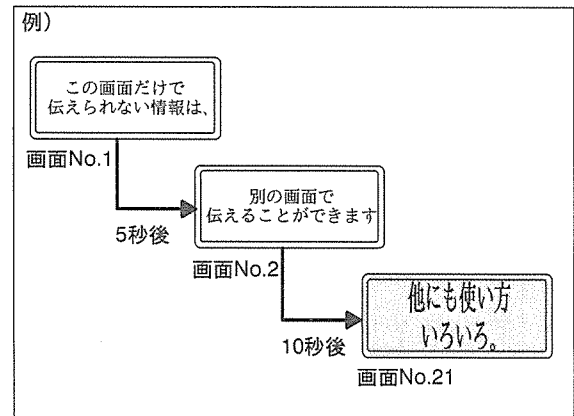 例）
この画面だけで
伝えられない情報は、
画面No.1
5秒後
別の画面で
伝えることができます
画面No.2
10秒後
他にも使い方
いろいろ。
画面No.21